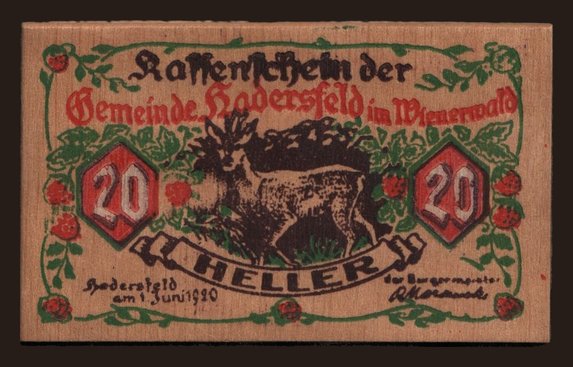 Kassenschein der
Gemeinde Hadersfeld im Wienerwald
20 20
HELLER
Hadersfeld
am 1. Juni 1920
der Bürgermeister